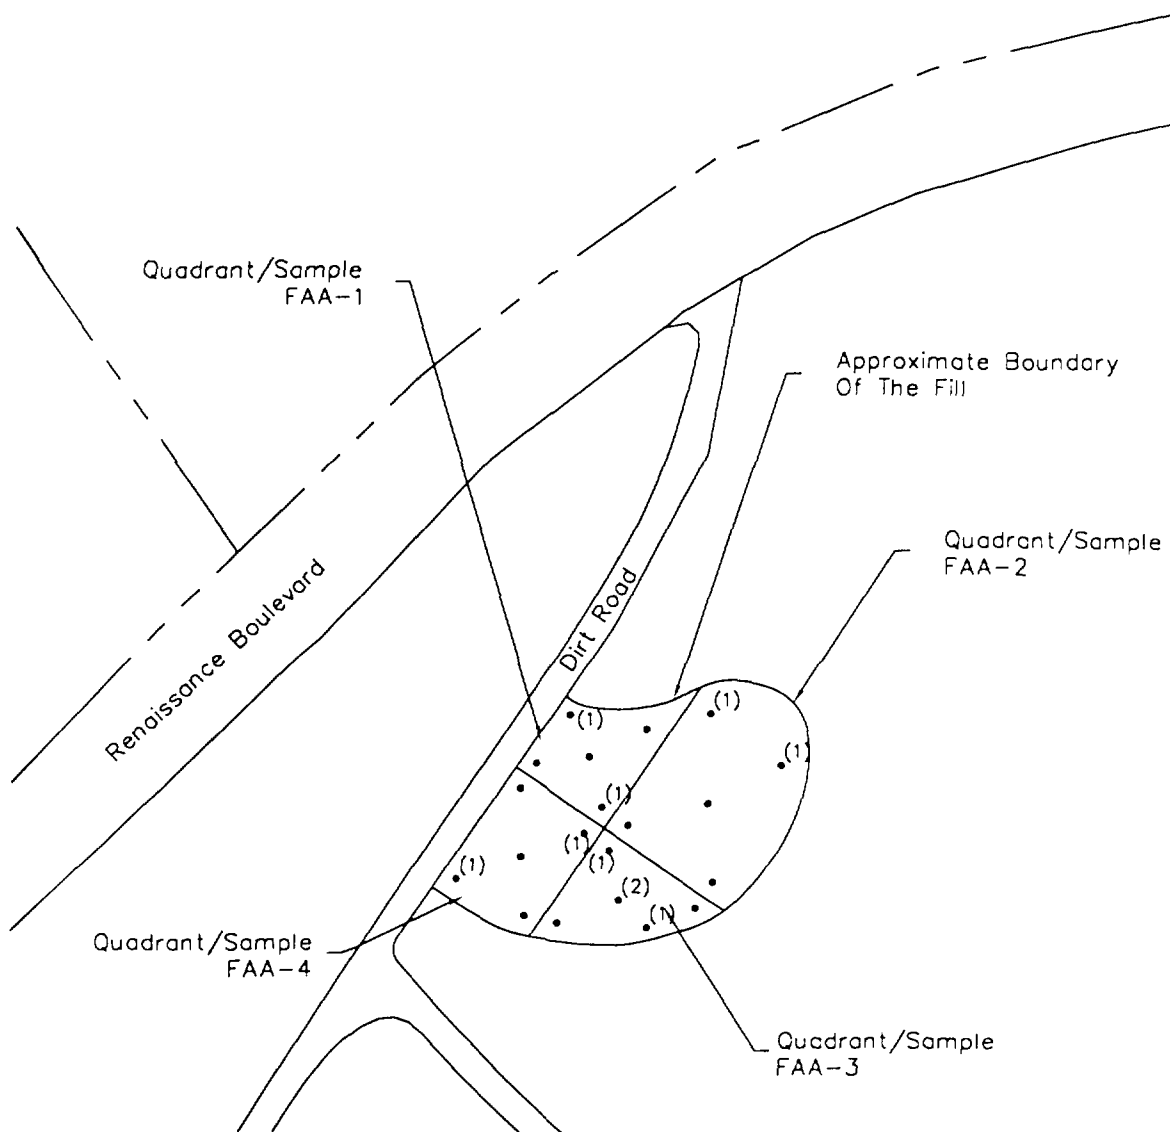 Quadrant/Sample
FAA-1
Approximate Boundary
Of The Fill
Quadrant/Sample
FAA-2
Renaissance Boulevard
Dirt Road
(1)
(1)
(1)
(1)
(1)
(1)
(1)
(2)
(1)
Quadrant/Sample
FAA-4
Quadrant/Sample
FAA-3